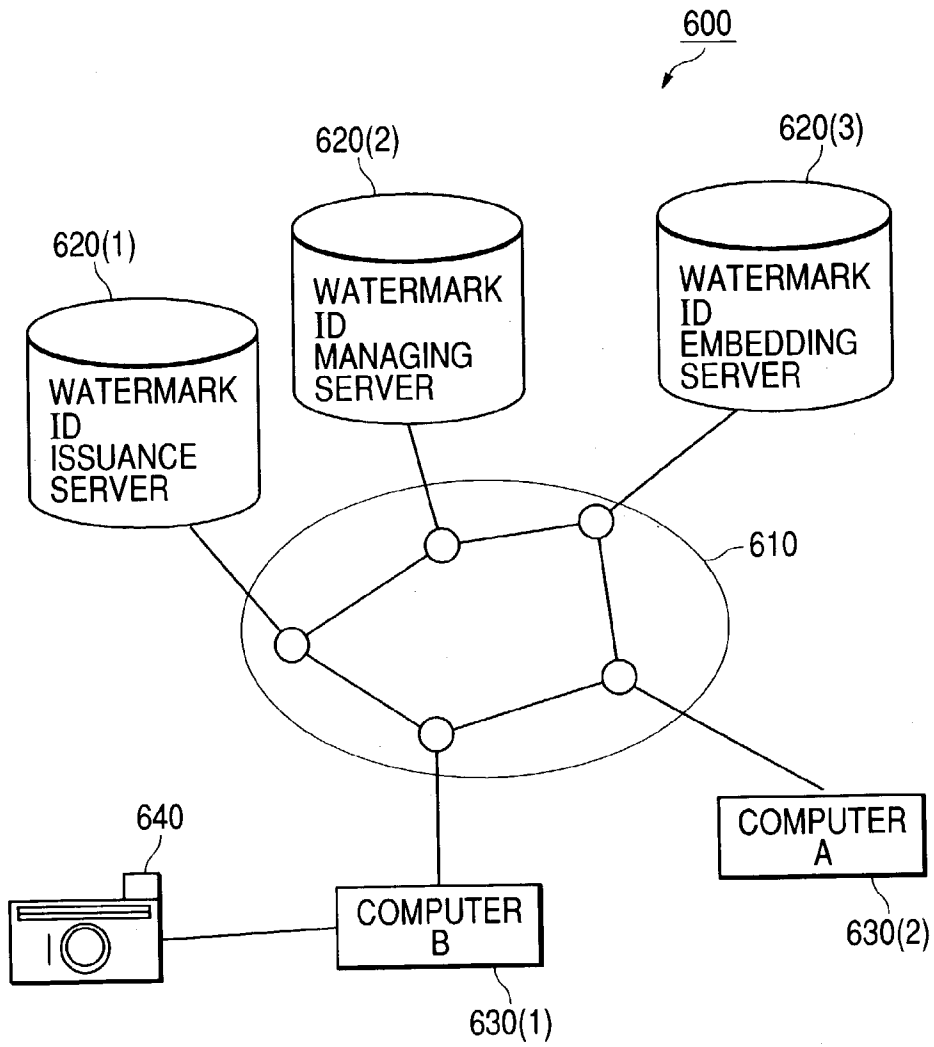 600
620(2)
620(3)
620(1)
WATERMARK
ID
MANAGING
SERVER
WATERMARK
ID
EMBEDDING
SERVER
WATERMARK
ID
ISSUANCE
SERVER
610
640
COMPUTER
A
COMPUTER
B
630(2)
630(1)